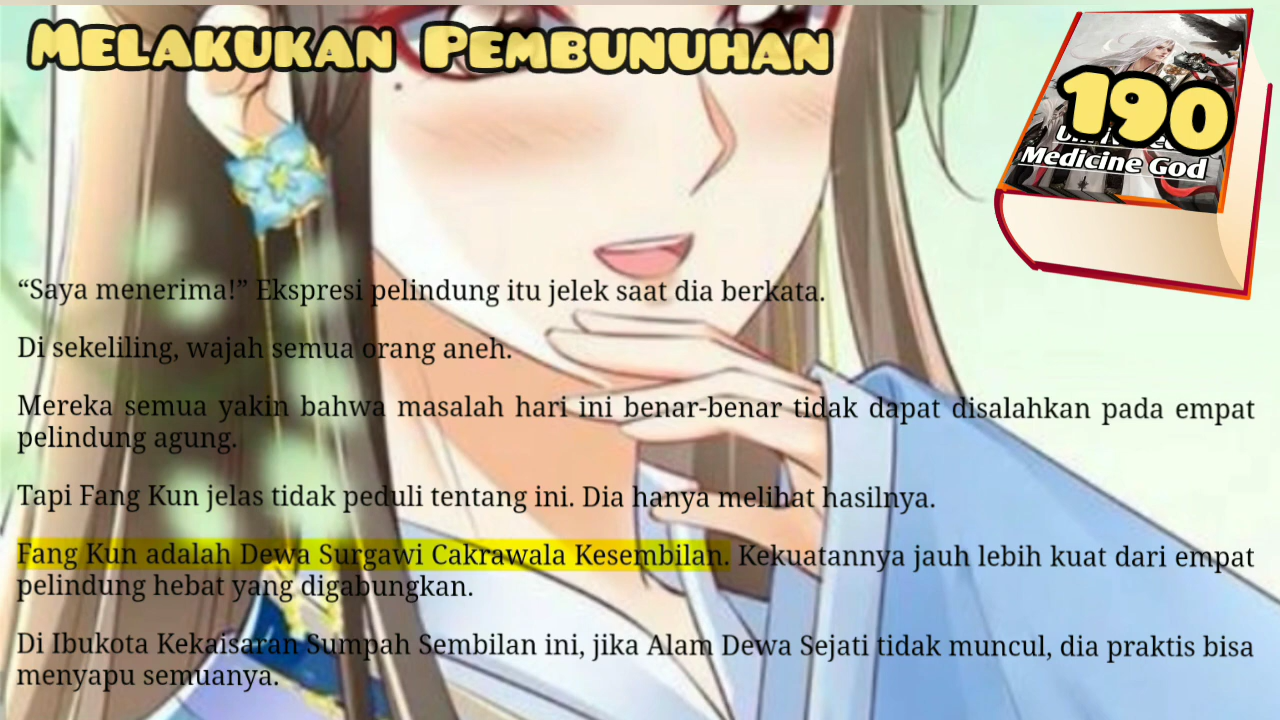 Melakukan Pembunuhan
190
Medicine God
“Saya menerima!” Ekspresi pelindung itu jelek saat dia berkata.
Di sekeliling, wajah semua orang aneh.
Mereka semua yakin bahwa masalah hari ini benar-benar tidak dapat disalahkan pada empat
pelindung agung.
Tapi Fang Kun jelas tidak peduli tentang ini. Dia hanya melihat hasilnya.
Fang Kun adalah Dewa Surgawi Cakrawala Kesembilan. Kekuatannya jauh lebih kuat dari empat
pelindung hebat yang digabungkan.
Di Ibukota Kekaisaran Sumpah Sembilan ini, jika Alam Dewa Sejati tidak muncul, dia praktis bisa
menyapu semuanya.